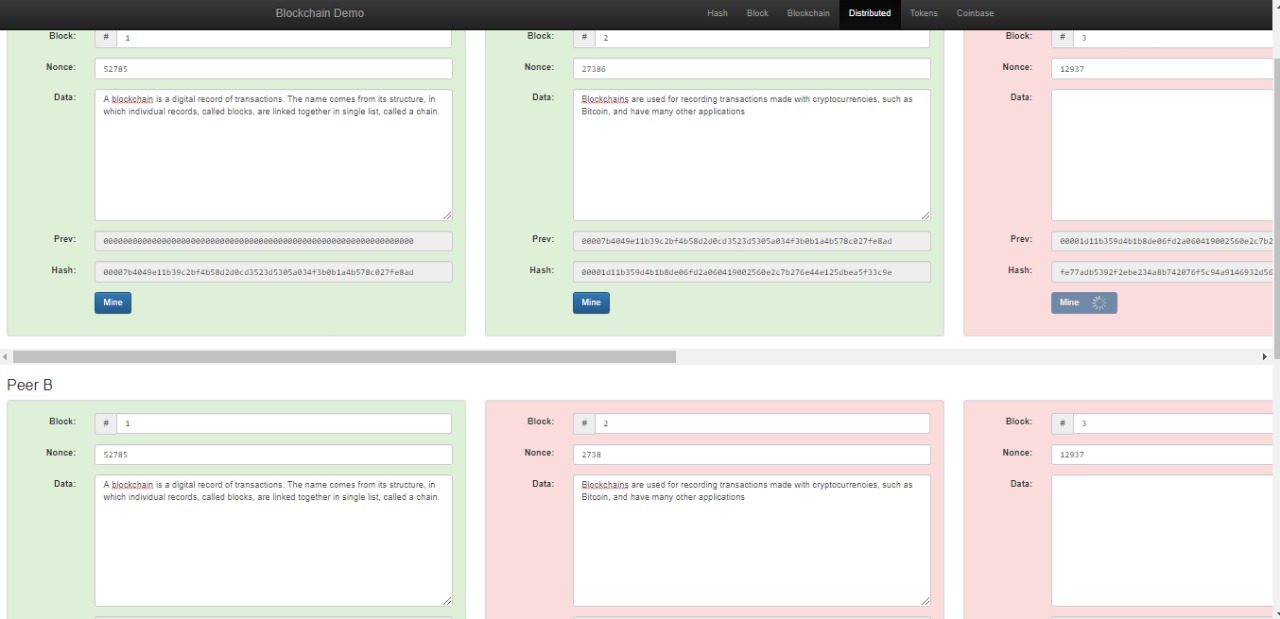 Blockchain Demo
Hash Block Blockchain Distributed Tokens Coinbase
Block: # 1
Nonce: 52785
Data: A blockchain is a digital record of transactions. The name comes from its structure, in
which individual records, called blocks, are linked together in single list, called a chain.
Prev: 0000000000000000000000000000000000000000000000000000000000000000
Hash: 00007b4049e11b39c2bf4b58d2d0cd3523d5305a034f3b0b1a4b578c027fe8ad
Mine
Block: # 2
Nonce: 27386
Data: Blockchains are used for recording transactions made with cryptocurrencies, such as
Bitcoin, and have many other applications
Prev: 00007b4049e11b39c2bf4b58d2d0cd3523d5305a034f3b0b1a4b578c027fe8ad
Hash: 00001d11b359d4b1b8de06fd2a060419002560e2c7b276e44e125dbea5f33c9e
Mine
Block: # 3
Nonce: 12937
Data:
Prev: 00001d11b359d4b1b8de06fd2a060419002560e2c7b2
Hash: fe77adb5392f2ebe234a8b742076f5c94a9146932d56
Mine
Peer B
Block: # 1
Nonce: 52785
Data: A blockchain is a digital record of transactions. The name comes from its structure, in
which individual records, called blocks, are linked together in single list, called a chain.
Block: # 2
Nonce: 2738
Data: Blockchains are used for recording transactions made with cryptocurrencies, such as
Bitcoin, and have many other applications
Block: # 3
Nonce: 12937
Data: